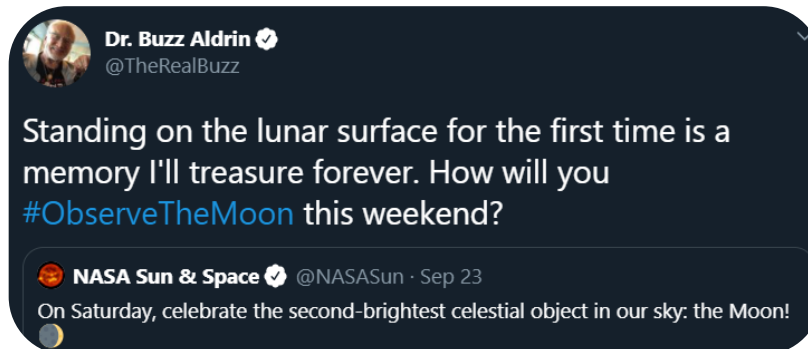 Dr. Buzz Aldrin
@TheRealBuzz
Standing on the lunar surface for the first time is a
memory I'll treasure forever. How will you
#ObserveTheMoon this weekend?
NASA Sun & Space @NASASun · Sep 23
On Saturday, celebrate the second-brightest celestial object in our sky: the Moon!
🌒